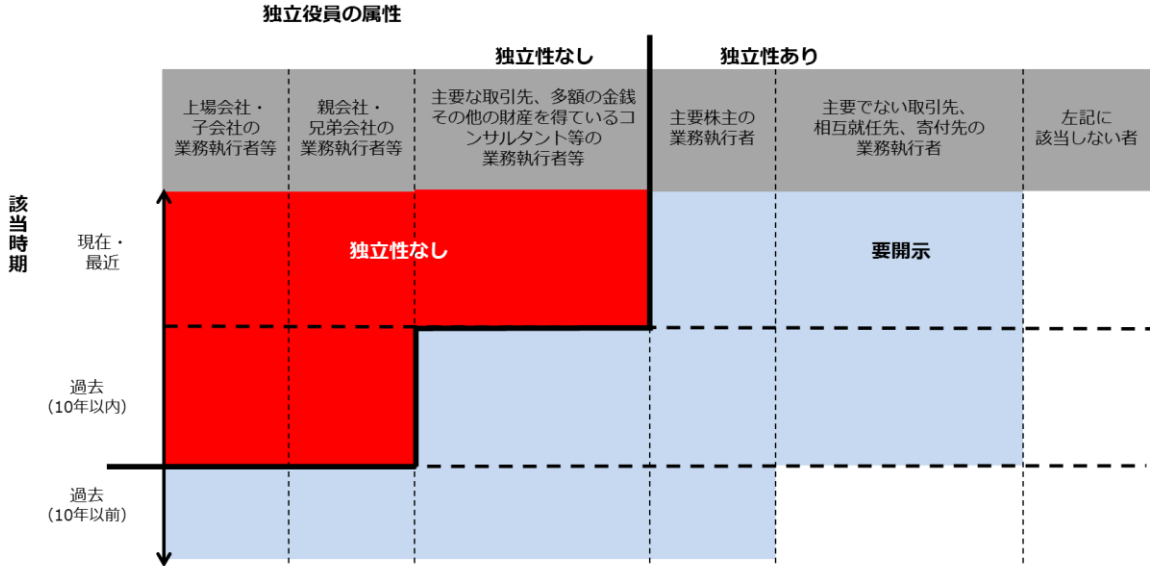 独立役員の属性
独立性なし
独立性あり
上場会社・
子会社の
業務執行者等
親会社・
兄弟会社の
業務執行者等
主要な取引先、多額の金銭
その他の財産を得ているコ
ンサルタント等の
業務執行者等
主要株主の
業務執行者
主要でない取引先、
相互就任先、寄付先の
業務執行者
左記に
該当しない者
該当時期
現在・
最近
独立性なし
要開示
過去
（10年以内）
過去
（10年以前）